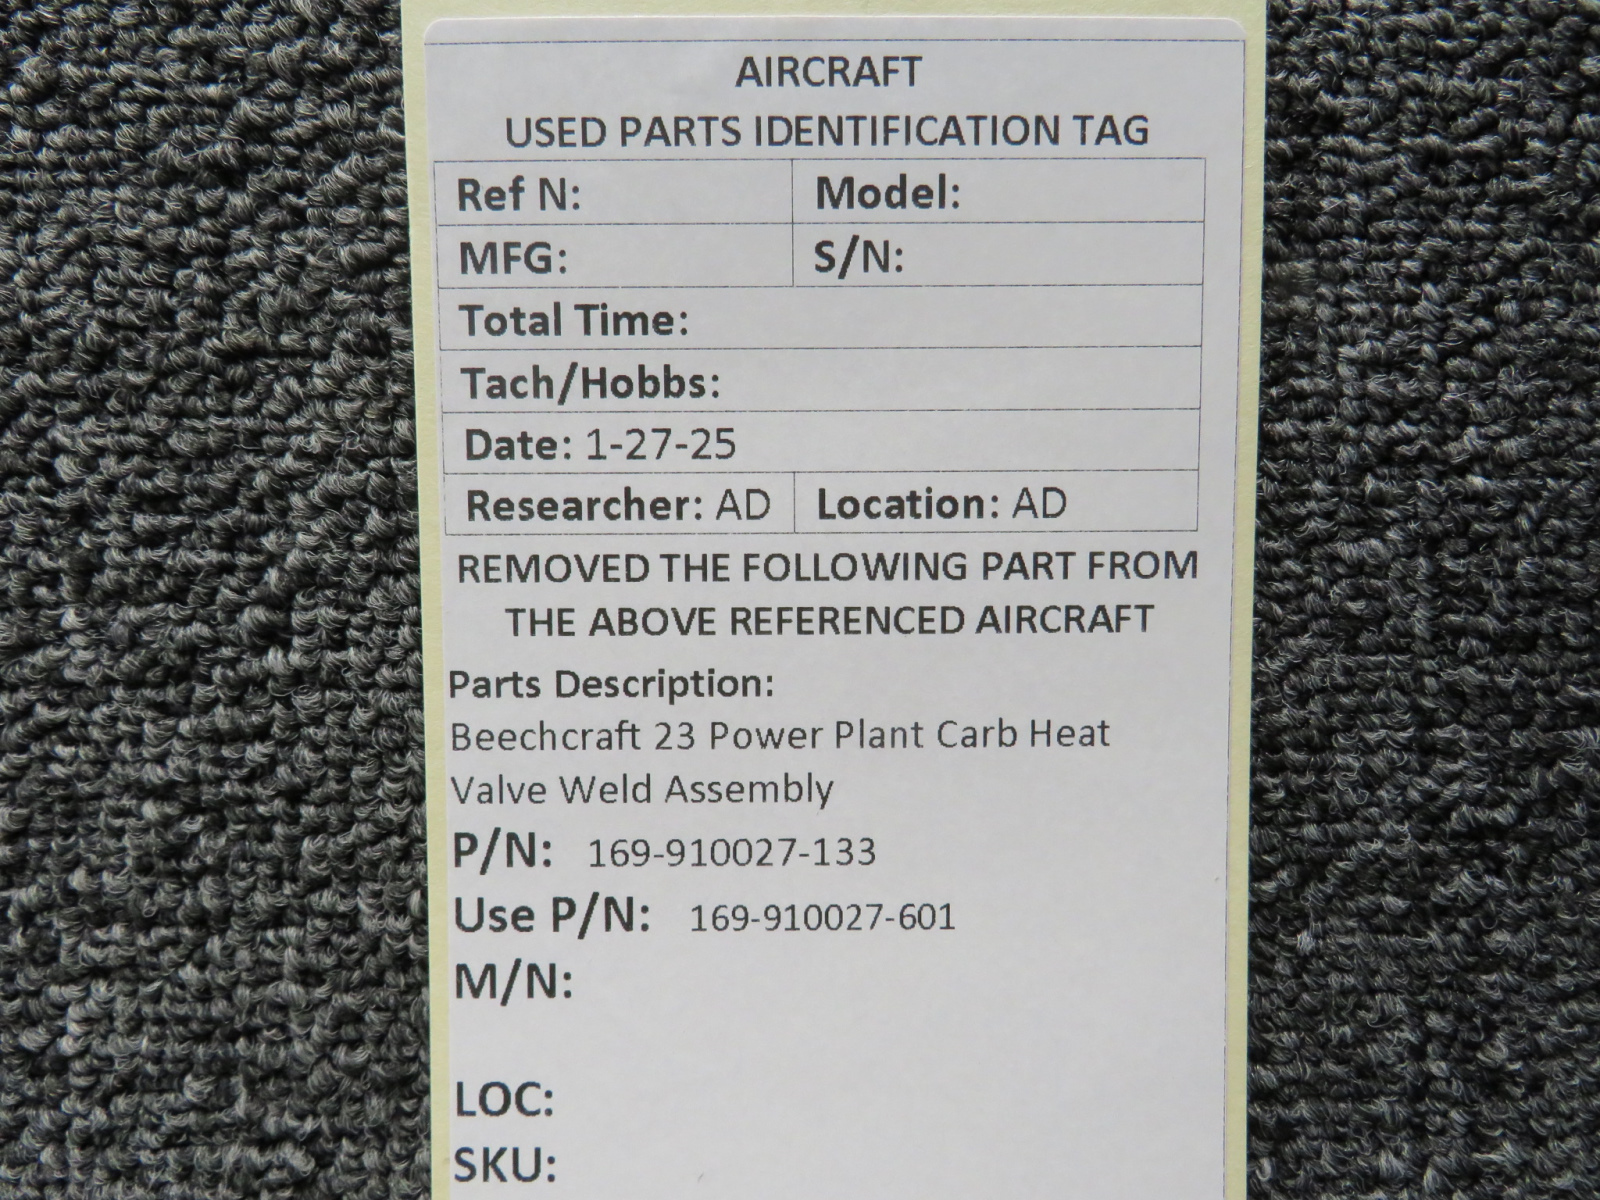 AIRCRAFT
USED PARTS IDENTIFICATION TAG
Ref N: Model:
MFG: S/N:
Total Time:
Tach/Hobbs:
Date: 1-27-25
Researcher: AD Location: AD
REMOVED THE FOLLOWING PART FROM
THE ABOVE REFERENCED AIRCRAFT
Parts Description:
Beechcraft 23 Power Plant Carb Heat
Valve Weld Assembly
P/N: 169-910027-133
Use P/N: 169-910027-601
M/N:
LOC:
SKU: